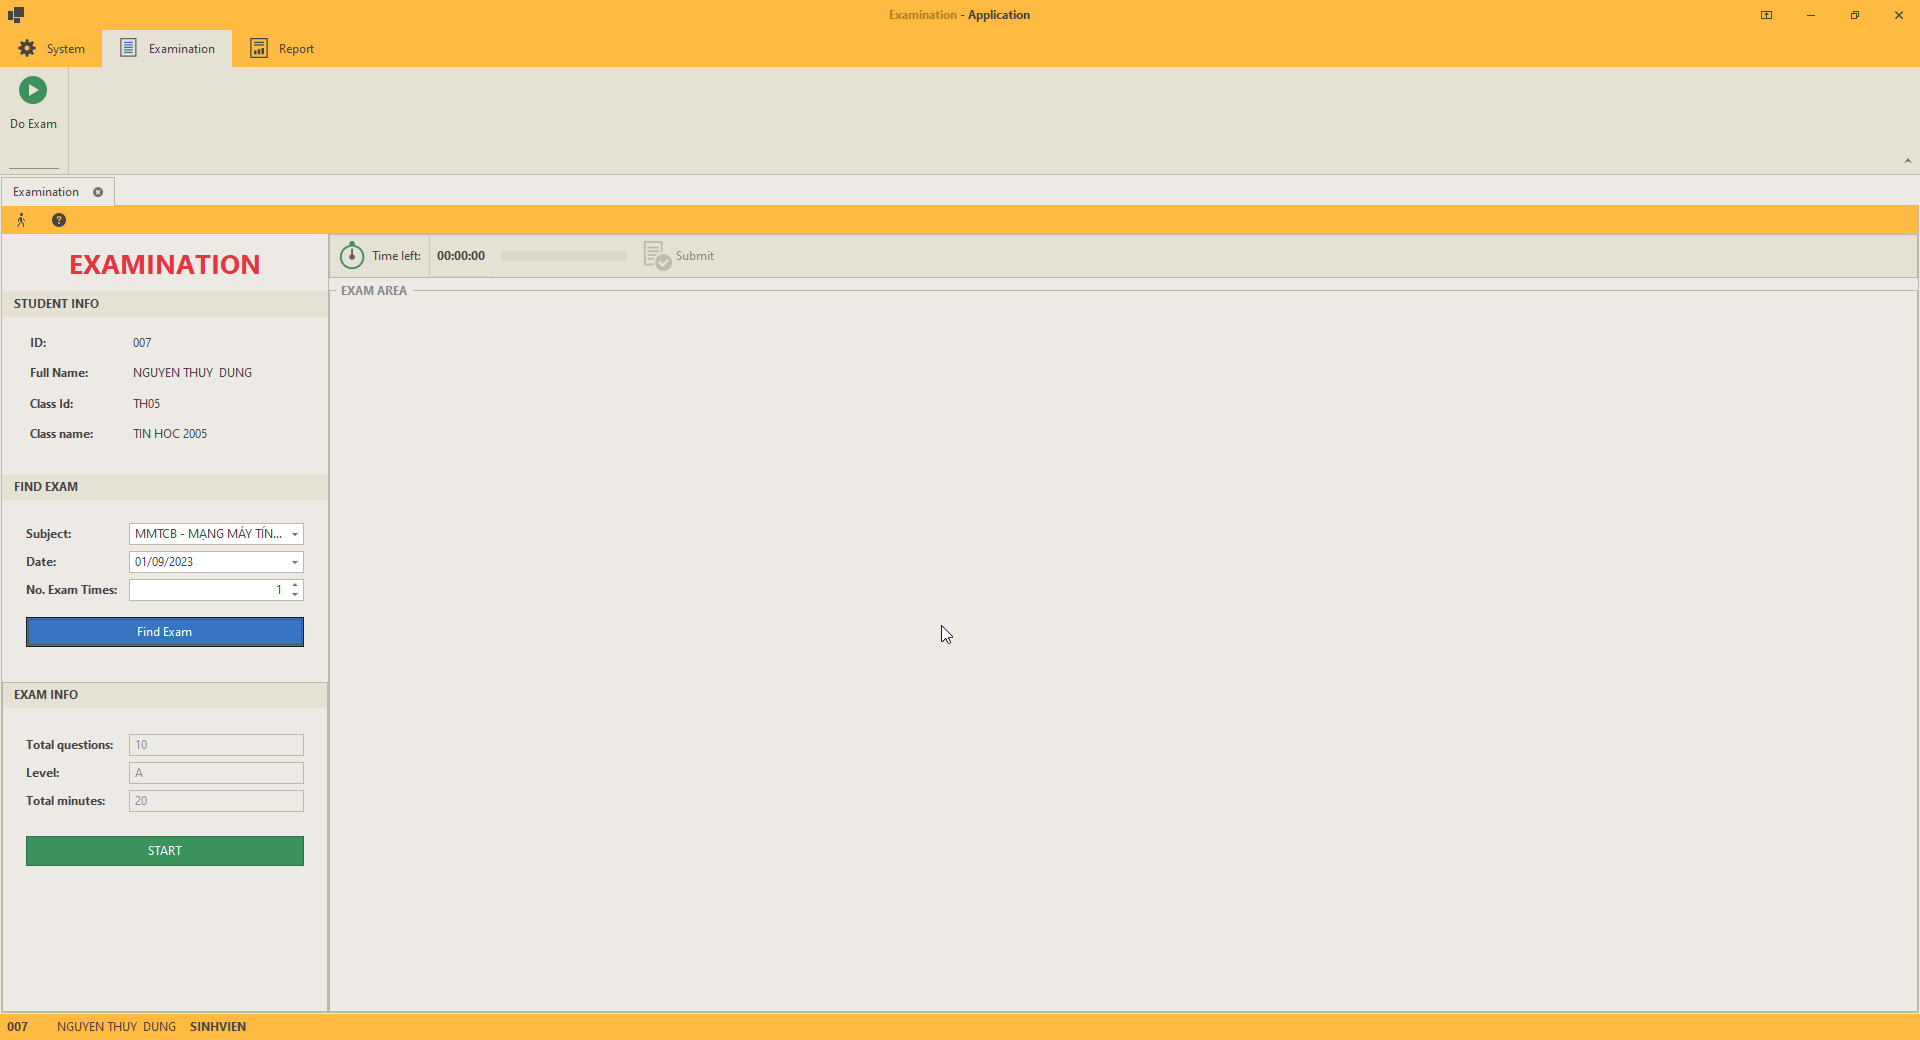 Examination - Application
System Examination Report
Do Exam
Examination
EXAMINATION
Time left: 00:00:00 Submit
EXAM AREA
STUDENT INFO
ID: 007
Full Name: NGUYEN THUY  DUNG
Class Id: TH05
Class name: TIN HOC 2005
FIND EXAM
Subject: MMTCB - MẠNG MÁY TÍN...
Date: 01/09/2023
No. Exam Times: 1
Find Exam
EXAM INFO
Total questions: 10
Level: A
Total minutes: 20
START
007 NGUYEN THUY  DUNG SINHVIEN